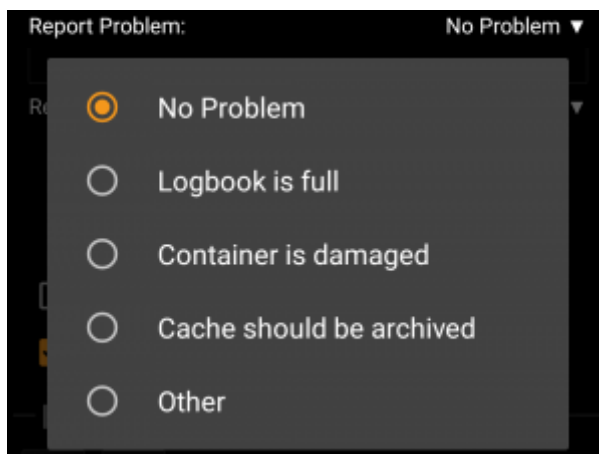 Report Problem:
No Problem ▼
No Problem
Logbook is full
Container is damaged
Cache should be archived
Other